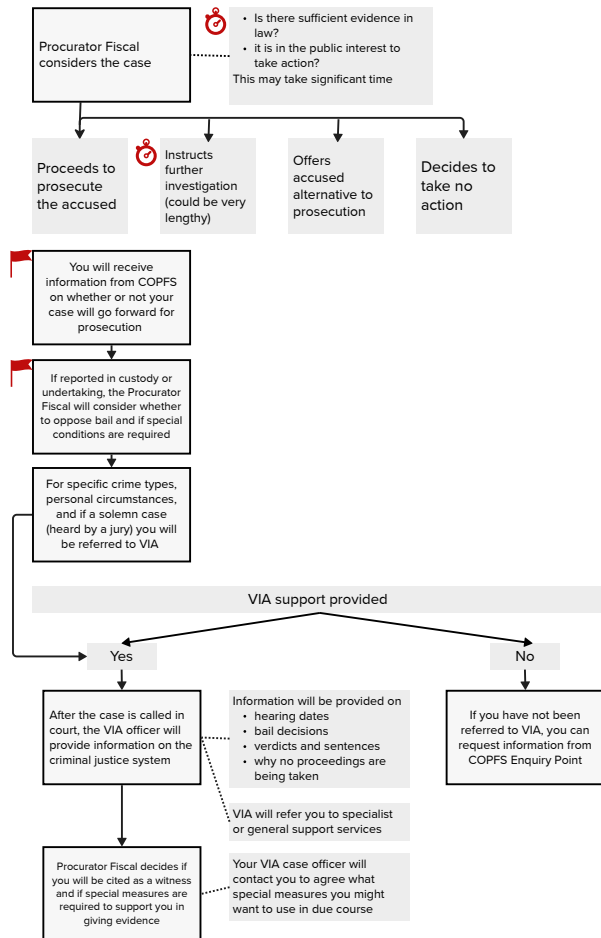 Procurator Fiscal
considers the case
• Is there sufficient evidence in
law?
• it is in the public interest to
take action?
This may take significant time
Proceeds to
prosecute
the accused
Instructs
further
investigation
(could be very
lengthy)
Offers
accused
alternative to
prosecution
Decides to
take no
action
You will receive
information from COPFS
on whether or not your
case will go forward for
prosecution
If reported in custody or
undertaking, the Procurator
Fiscal will consider whether
to oppose bail and if special
conditions are required
For specific crime types,
personal circumstances,
and if a solemn case
(heard by a jury) you will
be referred to VIA
VIA support provided
Yes
No
After the case is called in
court, the VIA officer will
provide information on the
criminal justice system
Information will be provided on
• hearing dates
• bail decisions
• verdicts and sentences
• why no proceedings are
being taken
If you have not been
referred to VIA, you can
request information from
COPFS Enquiry Point
VIA will refer you to specialist
or general support services
Procurator Fiscal decides if
you will be cited as a witness
and if special measures are
required to support you in
giving evidence
Your VIA case officer will
contact you to agree what
special measures you might
want to use in due course